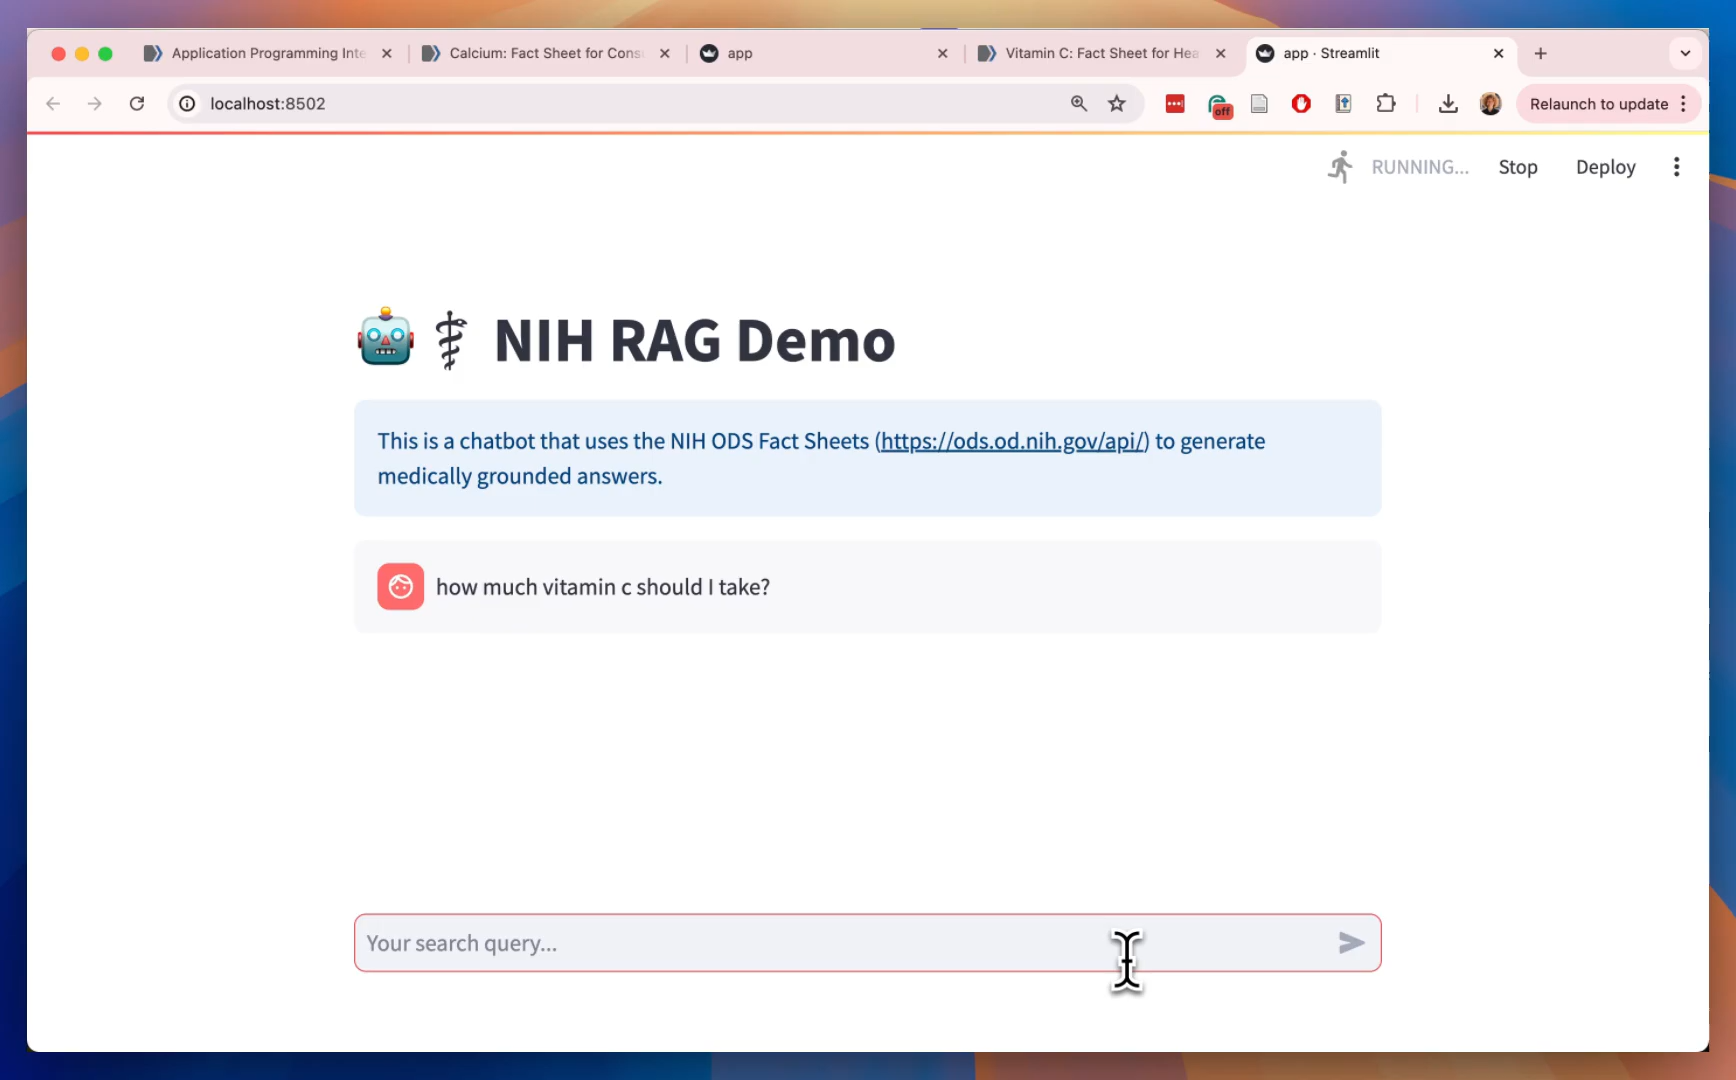 Application Programming Inte
Calcium: Fact Sheet for Cons
app
Vitamin C: Fact Sheet for Hea
app · Streamlit
localhost:8502
off
Relaunch to update
RUNNING...
Stop
Deploy
NIH RAG Demo
This is a chatbot that uses the NIH ODS Fact Sheets (https://ods.od.nih.gov/api/) to generate
medically grounded answers.
how much vitamin c should I take?
Your search query...